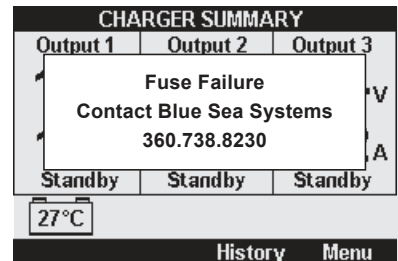 CHARGER SUMMARY
Output 1 Output 2 Output 3
Fuse Failure
Contact Blue Sea Systems
360.738.8230
V
A
Standby Standby Standby
27°C
History Menu